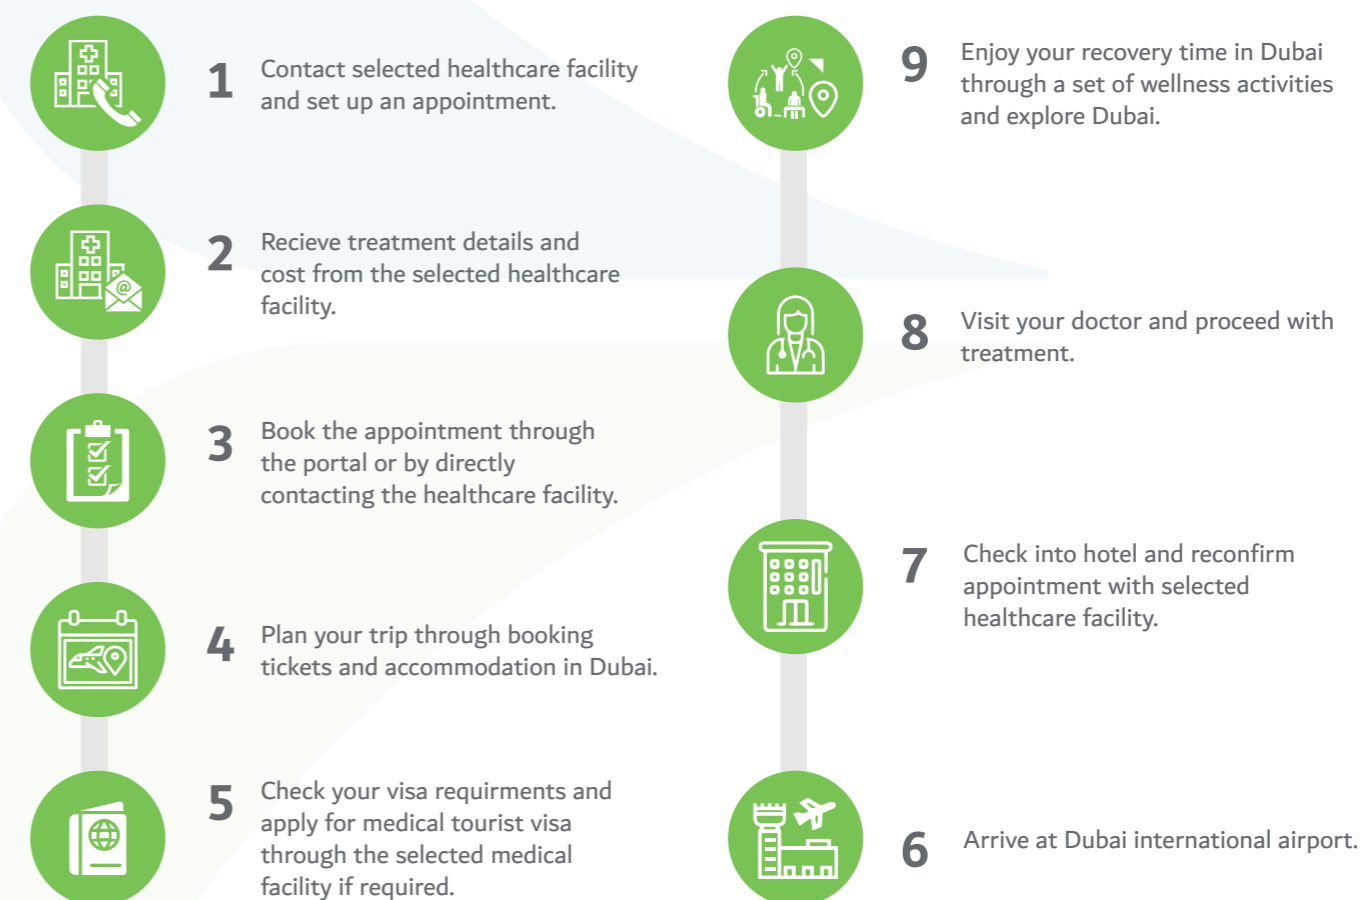 1
Contact selected healthcare facility
and set up an appointment.
2
Recieve treatment details and
cost from the selected healthcare
facility.
@
3
Book the appointment through
the portal or by directly
contacting the healthcare facility.
4
Plan your trip through booking
tickets and accommodation in Dubai.
5
Check your visa requirments and
apply for medical tourist visa
through the selected medical
facility if required.
6
Arrive at Dubai international airport.
7
Check into hotel and reconfirm
appointment with selected
healthcare facility.
8
Visit your doctor and proceed with
treatment.
9
Enjoy your recovery time in Dubai
through a set of wellness activities
and explore Dubai.